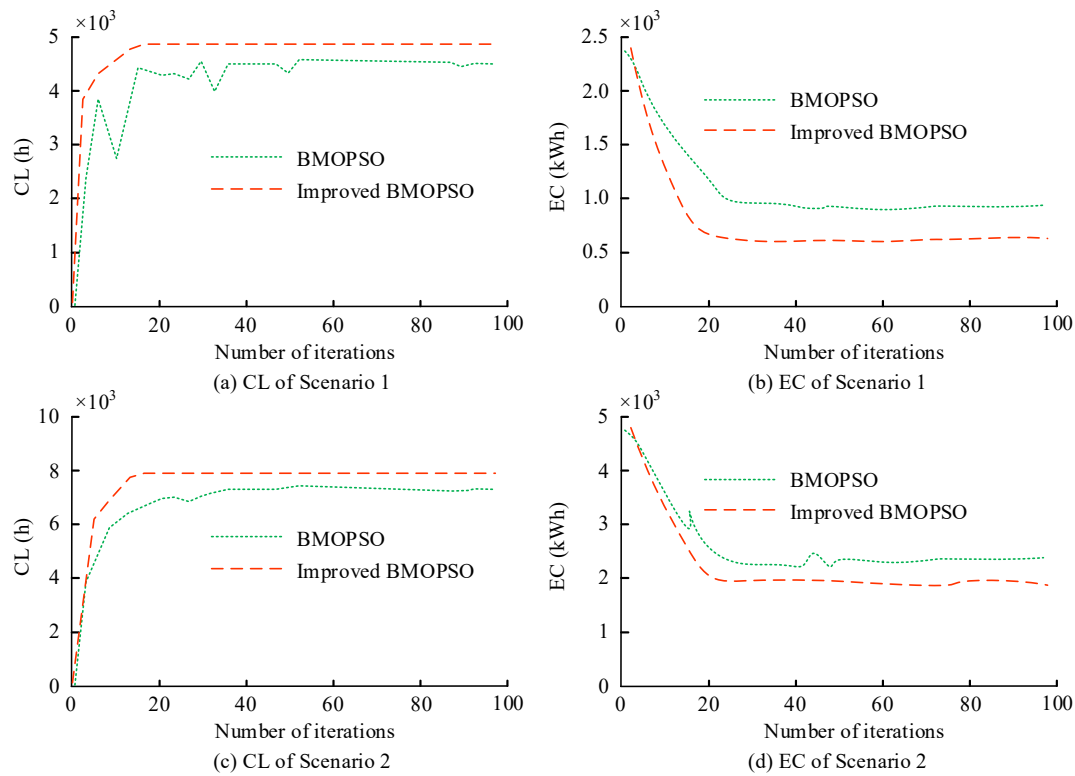 ×10³
5
4
3
2
1
0
CL (h)
BMOPSO
Improved BMOPSO
0 20 40 60 80 100
Number of iterations
(a) CL of Scenario 1
×10³
2.5
2.0
1.5
1.0
0.5
0
EC (kWh)
BMOPSO
Improved BMOPSO
0 20 40 60 80 100
Number of iterations
(b) EC of Scenario 1
×10³
10
8
6
4
2
0
CL (h)
BMOPSO
Improved BMOPSO
0 20 40 60 80 100
Number of iterations
(c) CL of Scenario 2
×10³
5
4
3
2
1
0
EC (kWh)
BMOPSO
Improved BMOPSO
0 20 40 60 80 100
Number of iterations
(d) EC of Scenario 2